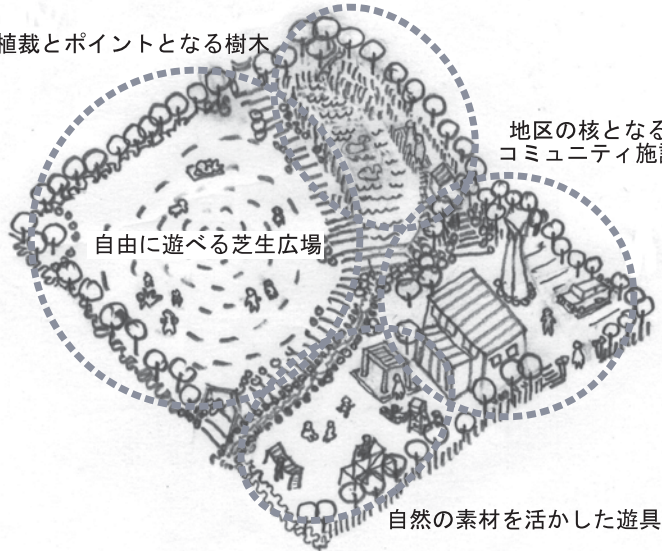 植裁とポイントとなる樹木
地区の核となる
コミュニティ施設
自由に遊べる芝生広場
自然の素材を活かした遊具